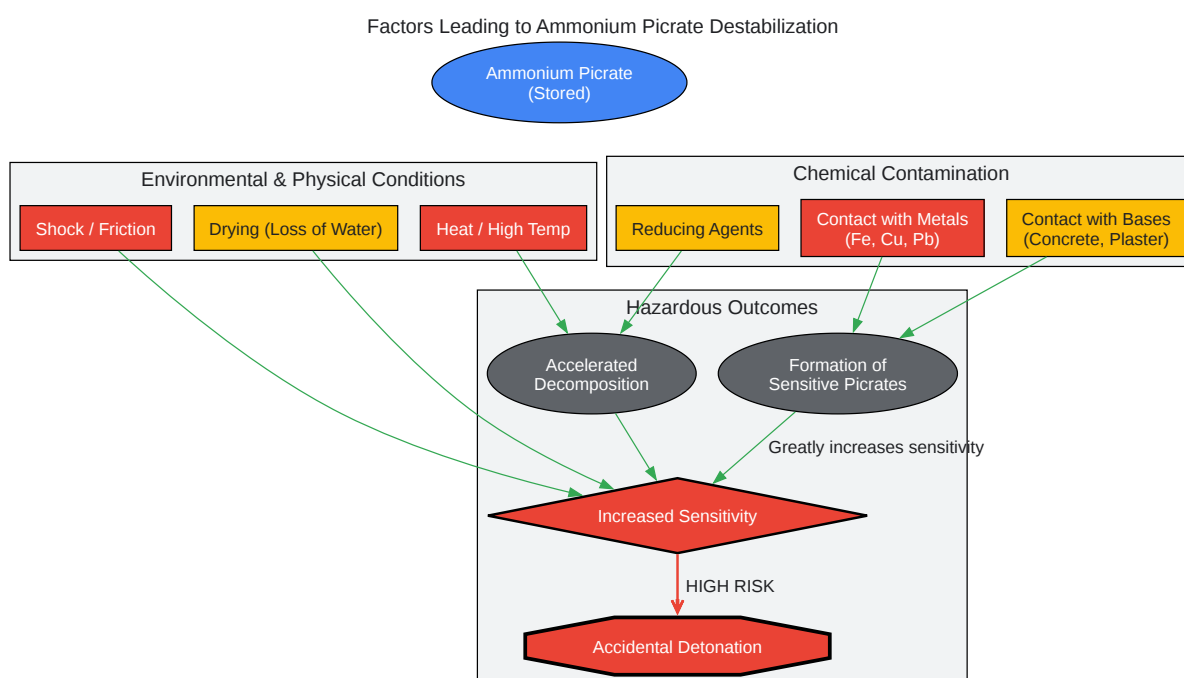 Factors Leading to Ammonium Picrate Destabilization
Ammonium Picrate
(Stored)
Environmental & Physical Conditions
Shock / Friction
Drying (Loss of Water)
Heat / High Temp
Chemical Contamination
Reducing Agents
Contact with Metals
(Fe, Cu, Pb)
Contact with Bases
(Concrete, Plaster)
Hazardous Outcomes
Accelerated
Decomposition
Formation of
Sensitive Picrates
Greatly increases sensitivity
Increased Sensitivity
HIGH RISK
Accidental Detonation